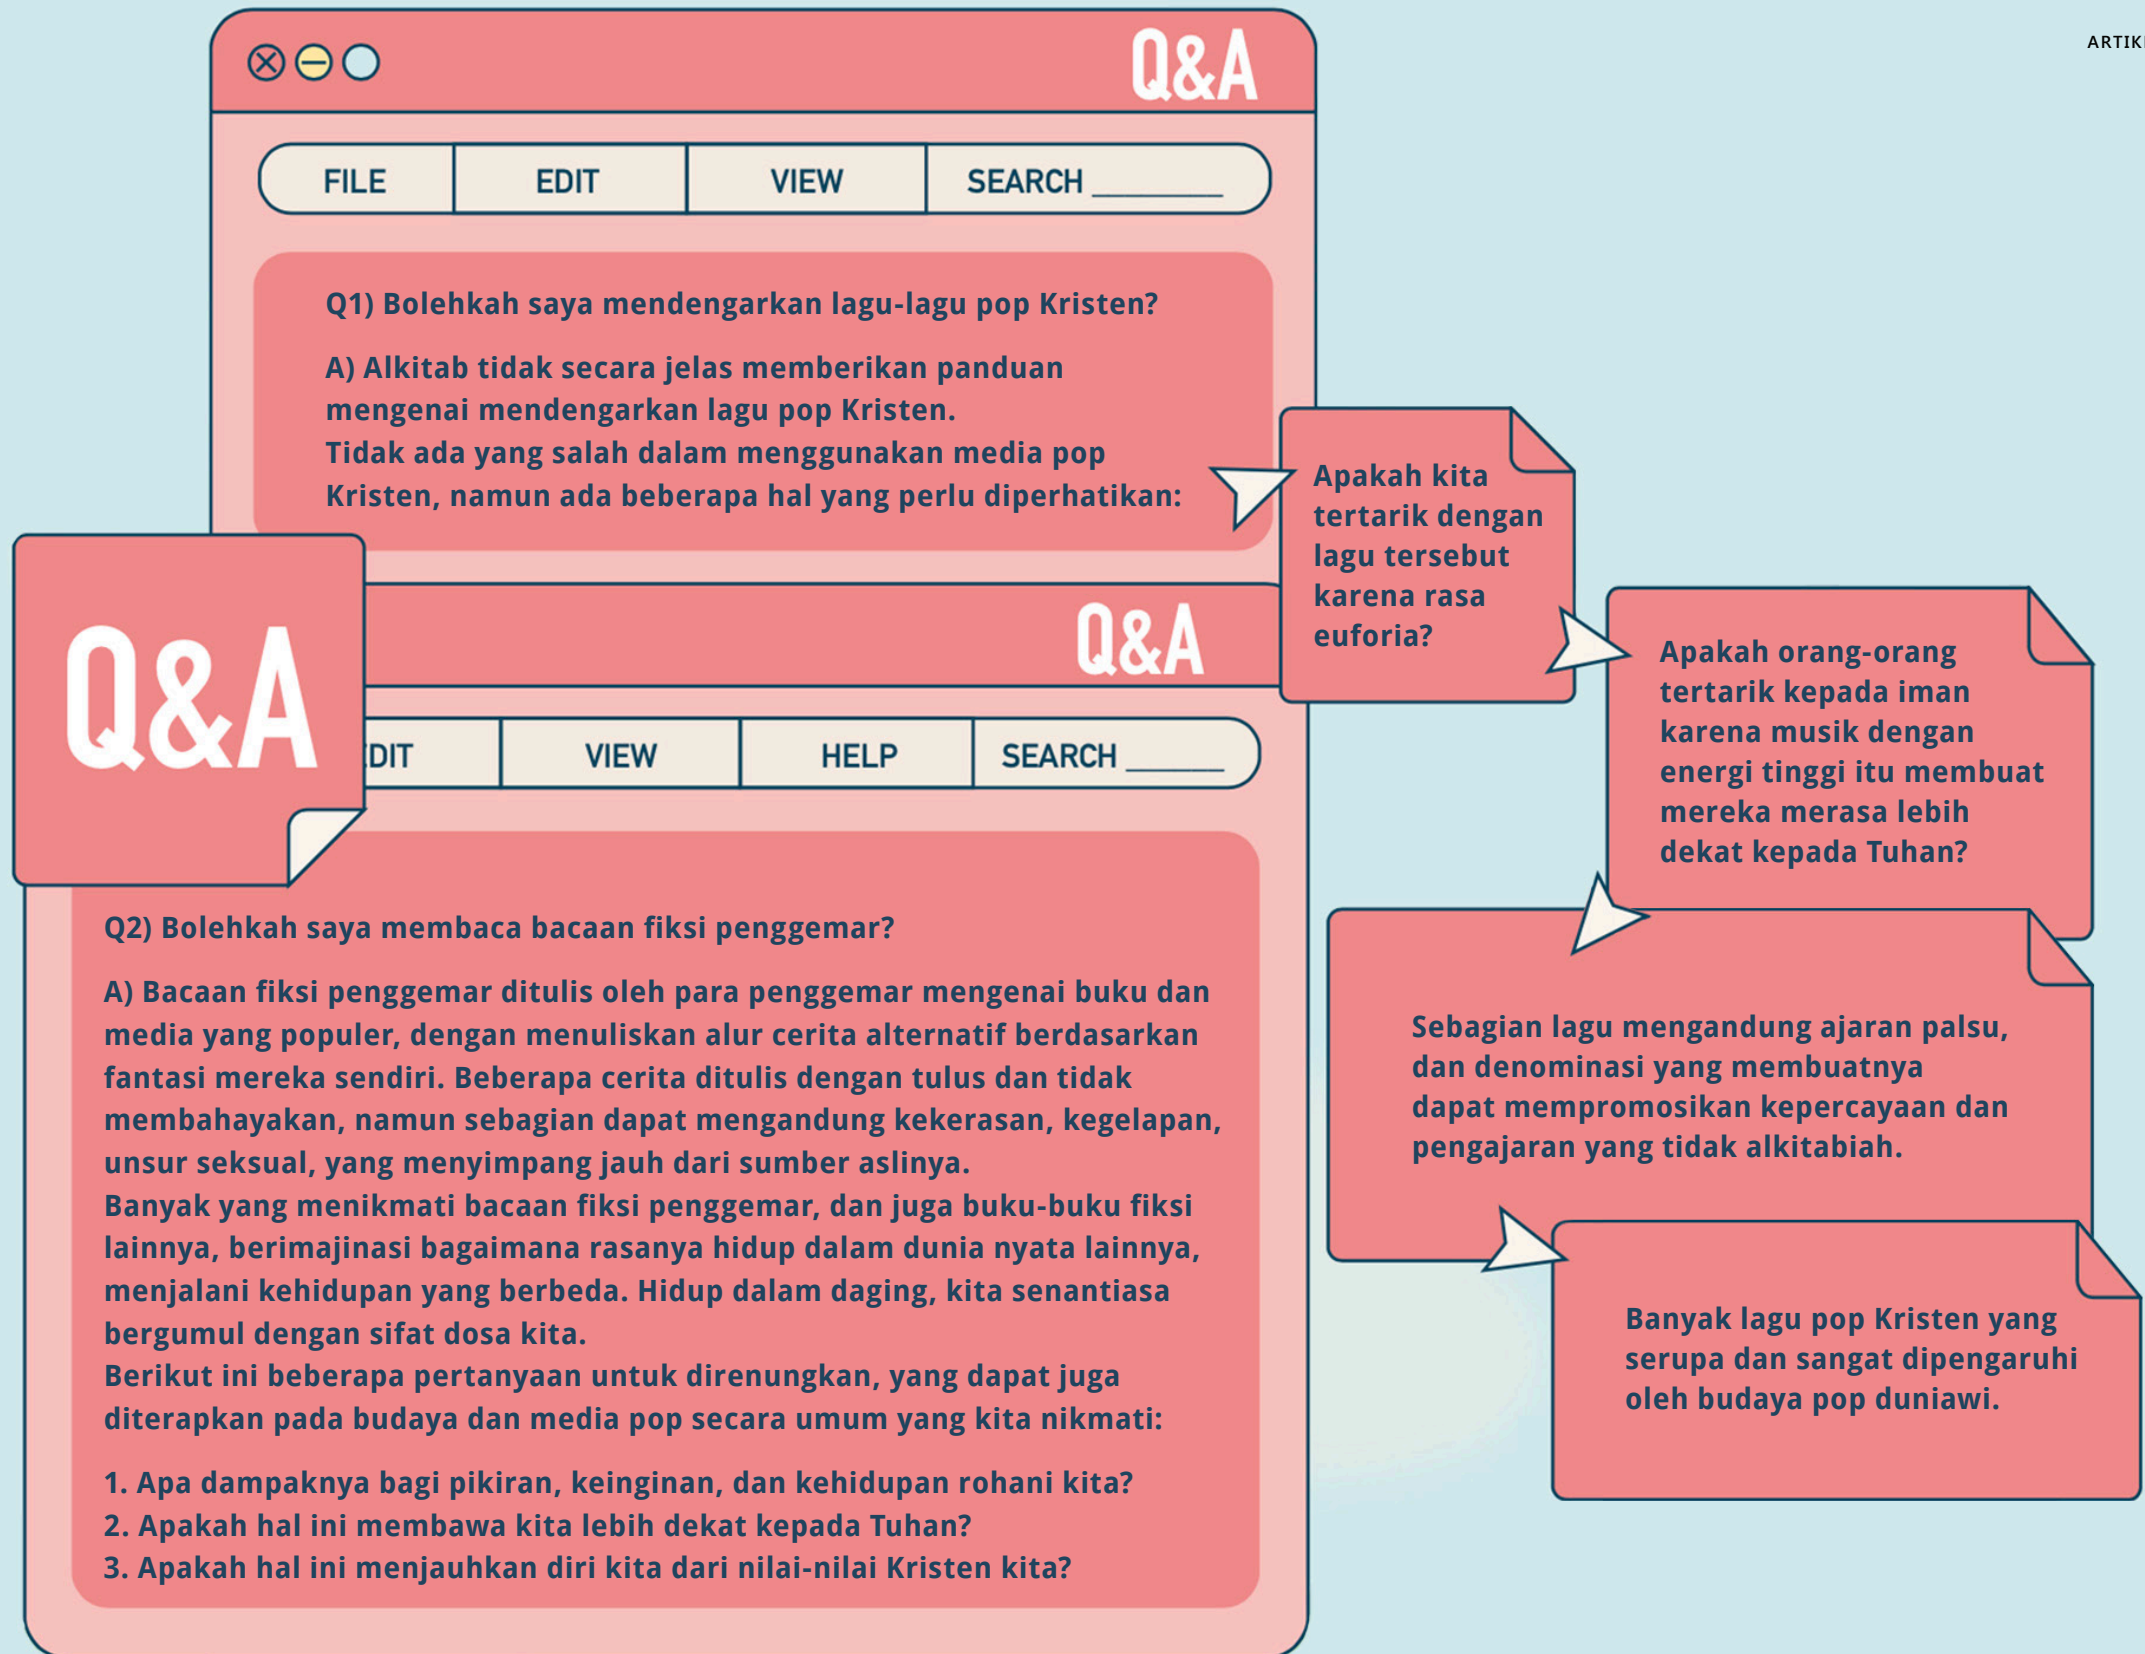 ARTIK
Q&A
FILE EDIT VIEW SEARCH ________
Q1) Bolehkah saya mendengarkan lagu-lagu pop Kristen?
A) Alkitab tidak secara jelas memberikan panduan
mengenai mendengarkan lagu pop Kristen.
Tidak ada yang salah dalam menggunakan media pop
Kristen, namun ada beberapa hal yang perlu diperhatikan:
Apakah kita
tertarik dengan
lagu tersebut
karena rasa
euforia?
Apakah orang-orang
tertarik kepada iman
karena musik dengan
energi tinggi itu membuat
mereka merasa lebih
dekat kepada Tuhan?
Sebagian lagu mengandung ajaran palsu,
dan denominasi yang membuatnya
dapat mempromosikan kepercayaan dan
pengajaran yang tidak alkitabiah.
Banyak lagu pop Kristen yang
serupa dan sangat dipengaruhi
oleh budaya pop duniawi.
Q&A
Q&A
DIT VIEW HELP SEARCH ______
Q2) Bolehkah saya membaca bacaan fiksi penggemar?
A) Bacaan fiksi penggemar ditulis oleh para penggemar mengenai buku dan
media yang populer, dengan menuliskan alur cerita alternatif berdasarkan
fantasi mereka sendiri. Beberapa cerita ditulis dengan tulus dan tidak
membahayakan, namun sebagian dapat mengandung kekerasan, kegelapan,
unsur seksual, yang menyimpang jauh dari sumber aslinya.
Banyak yang menikmati bacaan fiksi penggemar, dan juga buku-buku fiksi
lainnya, berimajinasi bagaimana rasanya hidup dalam dunia nyata lainnya,
menjalani kehidupan yang berbeda. Hidup dalam daging, kita senantiasa
bergumul dengan sifat dosa kita.
Berikut ini beberapa pertanyaan untuk direnungkan, yang dapat juga
diterapkan pada budaya dan media pop secara umum yang kita nikmati:
1. Apa dampaknya bagi pikiran, keinginan, dan kehidupan rohani kita?
2. Apakah hal ini membawa kita lebih dekat kepada Tuhan?
3. Apakah hal ini menjauhkan diri kita dari nilai-nilai Kristen kita?